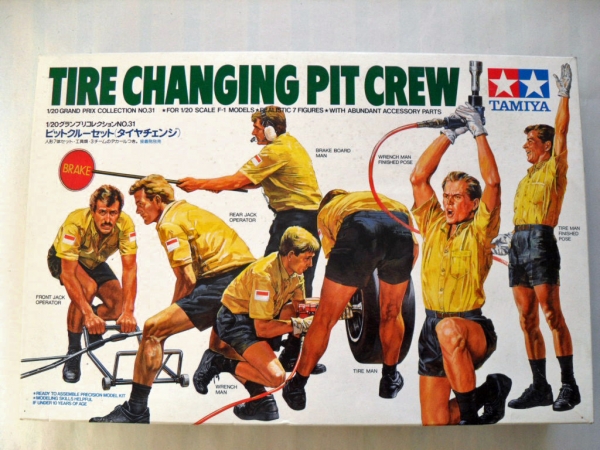 TIRE CHANGING PIT CREW
1/20 GRAND PRIX COLLECTION NO.31 ★FOR 1/20 SCALE F-1 MODELS ★REALISTIC 7 FIGURES ★WITH ABUNDANT ACCESSORY PARTS
TAMIYA
1/20グランプリコレクションNO.31
ピットクルーセット(タイヤチェンジ)
BRAKE
BRAKE BOARD
MAN
WRENCH MAN
FINISHED POSE
REAR JACK
OPERATOR
TIRE MAN
FINISHED
POSE
FRONT JACK
OPERATOR
TIRE MAN
WRENCH
MAN
★READY TO ASSEMBLE PRECISION MODEL KIT
★MODELING SKILLS HELPFUL
IF UNDER 10 YEARS OF AGE